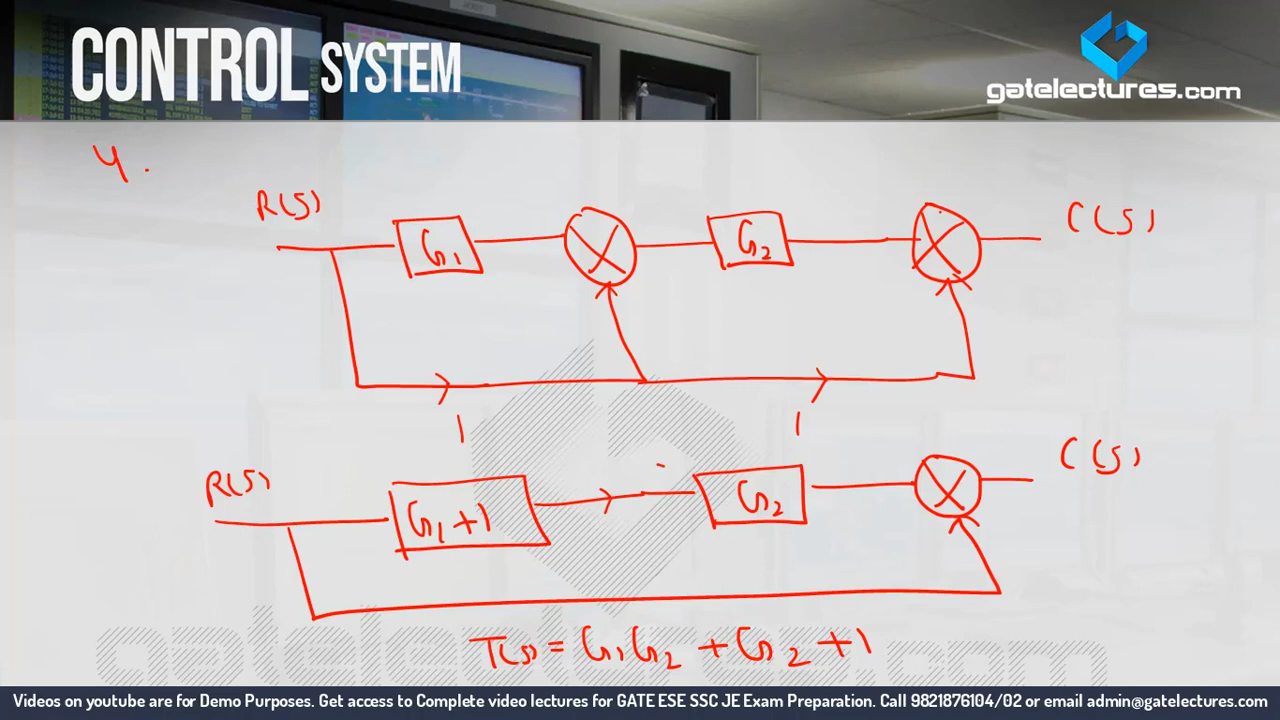 CONTROL SYSTEM
gatelectures.com
4.
R(s) G₁ G₂ C(s)
1 1
R(s) G₁+1 G₂ C(s)
T(s) = G₁G₂ + G₂ + 1
gatelectures.com
Videos on youtube are for Demo Purposes. Get access to Complete video lectures for GATE ESE SSC JE Exam Preparation. Call 9821876104/02 or email admin@gatelectures.com